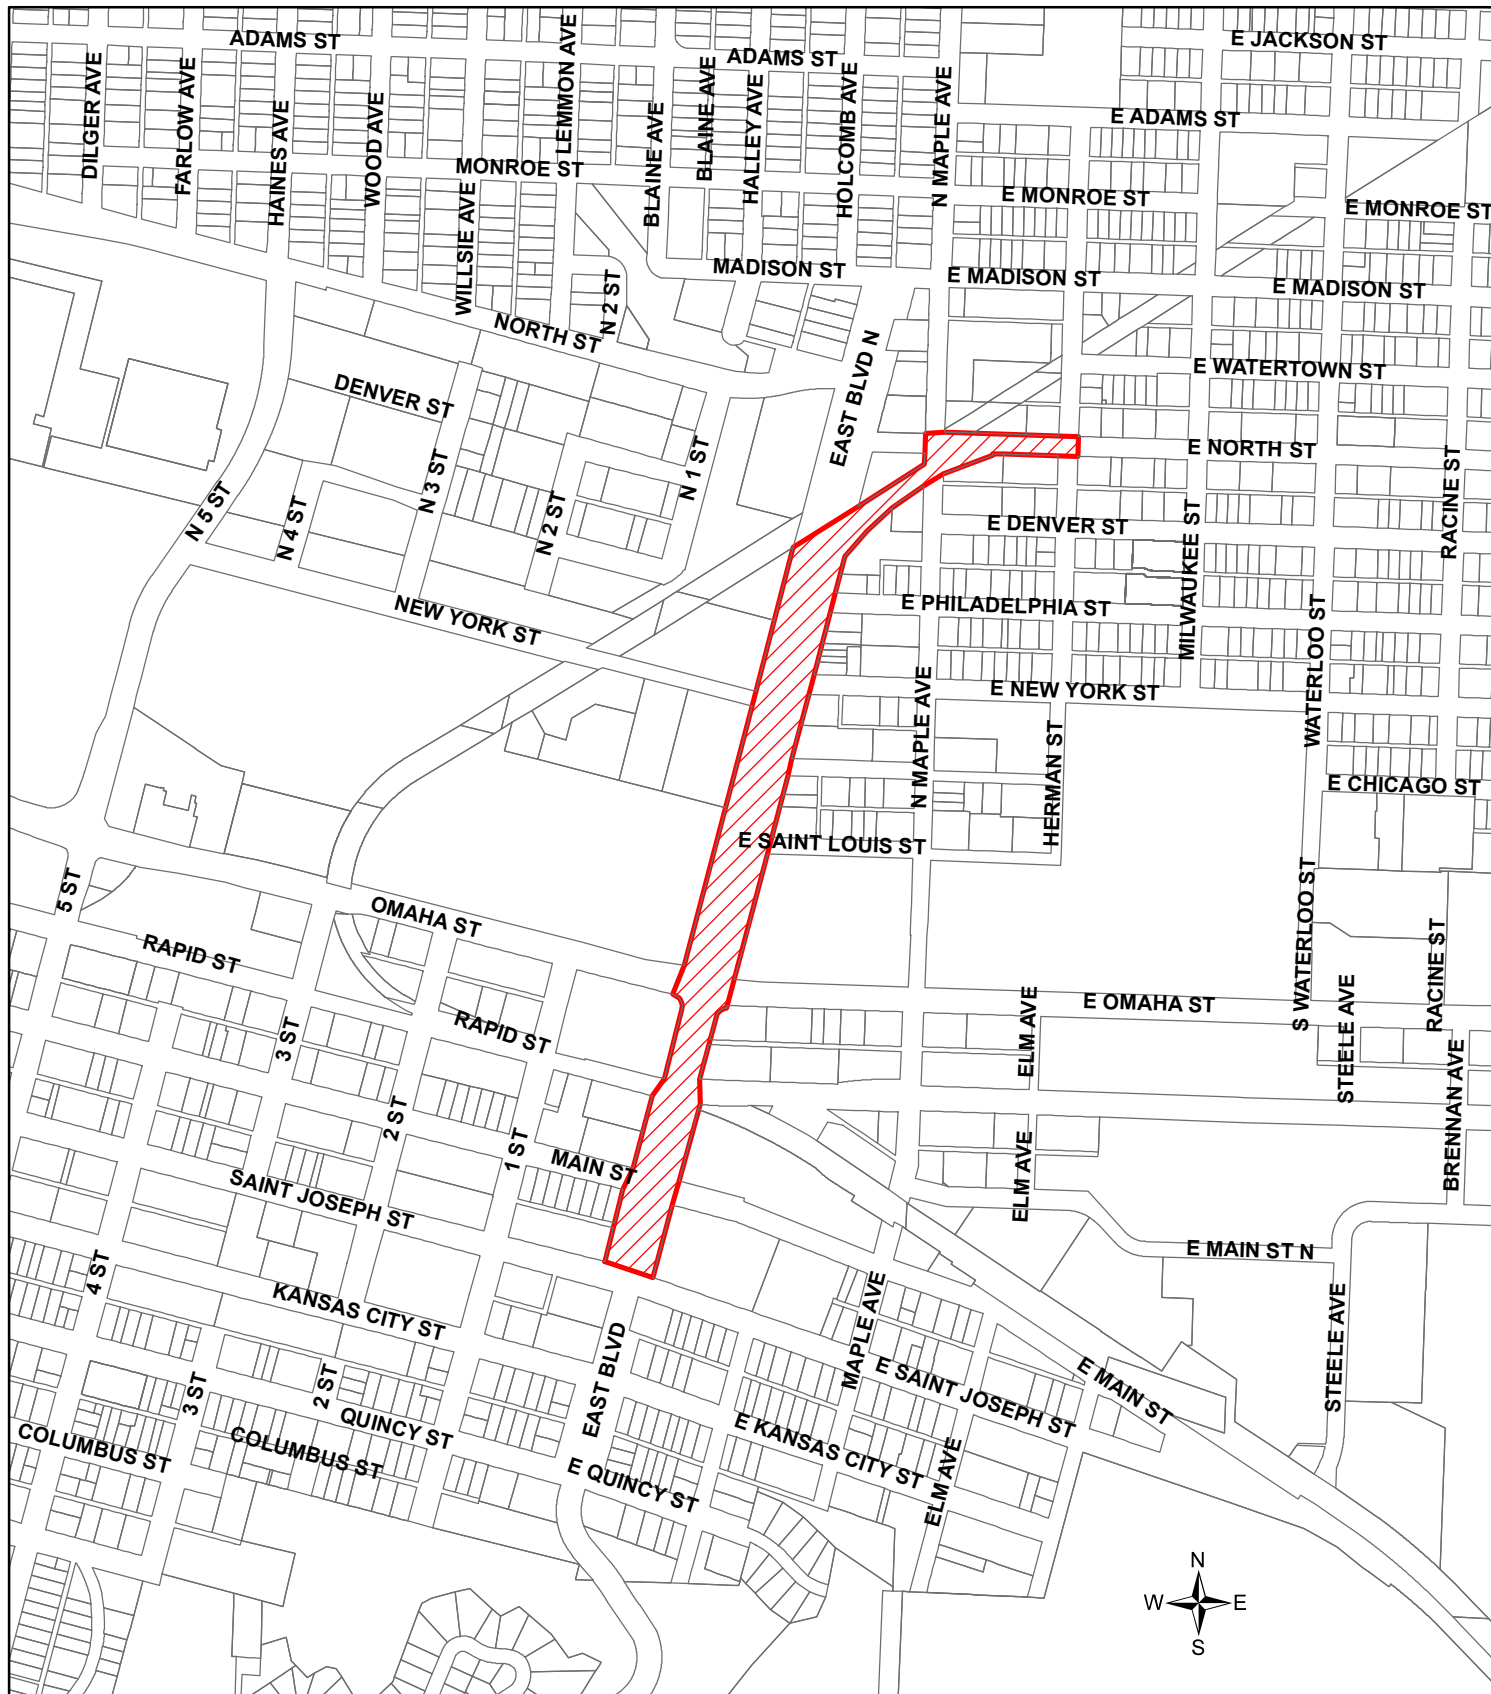 ADAMS ST
ADAMS ST
E JACKSON ST
DILGER AVE
FARLOW AVE
HAINES AVE
WOOD AVE
LEMMON AVE
BLAINE AVE
BLAINE AVE
HALLEY AVE
HOLCOMB AVE
N MAPLE AVE
E ADAMS ST
MONROE ST
WILLSIE AVE
E MONROE ST
E MONROE ST
MADISON ST
E MADISON ST
E MADISON ST
N 2 ST
NORTH ST
EAST BLVD N
E WATERTOWN ST
DENVER ST
N 1 ST
E NORTH ST
RACINE ST
N 5 ST
N 4 ST
N 3 ST
N 2 ST
E DENVER ST
MILWAUKEE ST
NEW YORK ST
E PHILADELPHIA ST
WATERLOO ST
E NEW YORK ST
N MAPLE AVE
HERMAN ST
E CHICAGO ST
E SAINT LOUIS ST
5 ST
OMAHA ST
RAPID ST
S WATERLOO ST
RACINE ST
STEELE AVE
E OMAHA ST
ELM AVE
RAPID ST
3 ST
2 ST
1 ST
BRENNAN AVE
MAIN ST
ELM AVE
SAINT JOSEPH ST
E MAIN ST N
4 ST
KANSAS CITY ST
MAPLE AVE
STEELE AVE
EAST BLVD
E SAINT JOSEPH ST
E MAIN ST
3 ST
2 ST
QUINCY ST
COLUMBUS ST
COLUMBUS ST
E KANSAS CITY ST
E QUINCY ST
ELM AVE
N
W
E
S